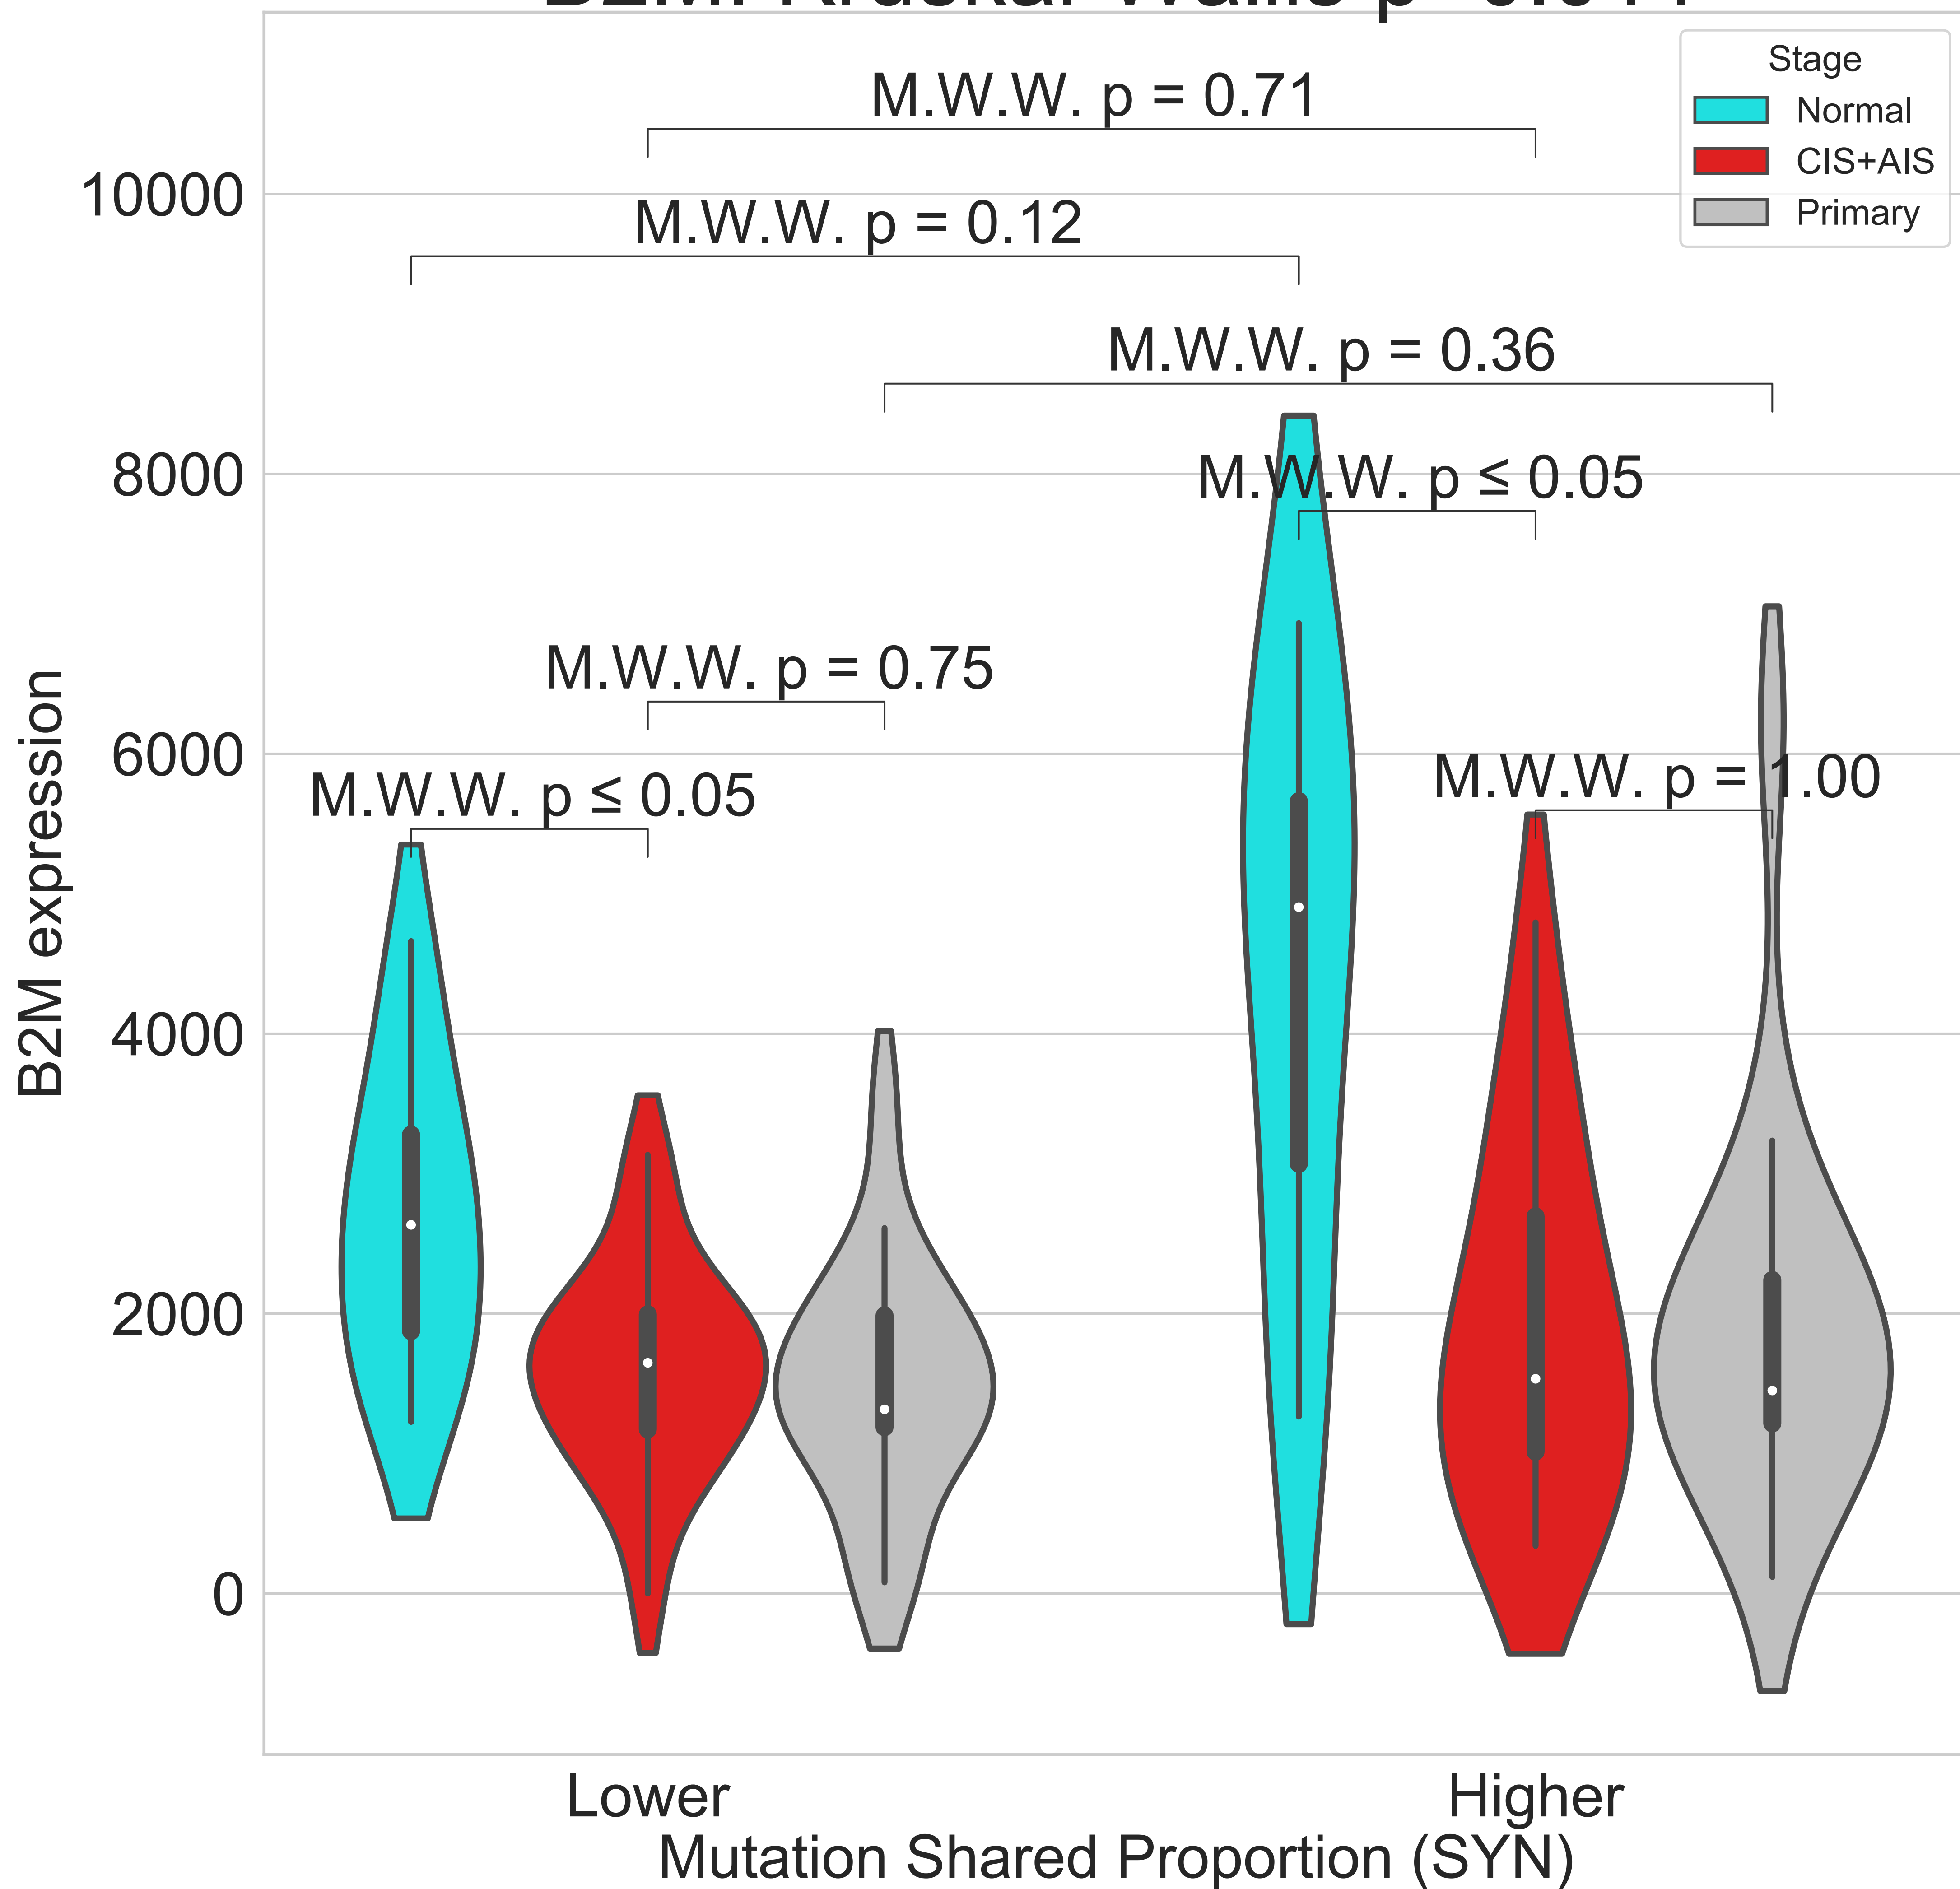 Stage
Normal
CIS+AIS
Primary
M.W.W. p = 0.71
10000
M.W.W. p = 0.12
M.W.W. p = 0.36
8000
M.W.W. p ≤ 0.05
M.W.W. p = 0.75
6000
M.W.W. p = 1.00
M.W.W. p ≤ 0.05
B2M expression
4000
2000
0
Lower
Higher
Mutation Shared Proportion (SYN)